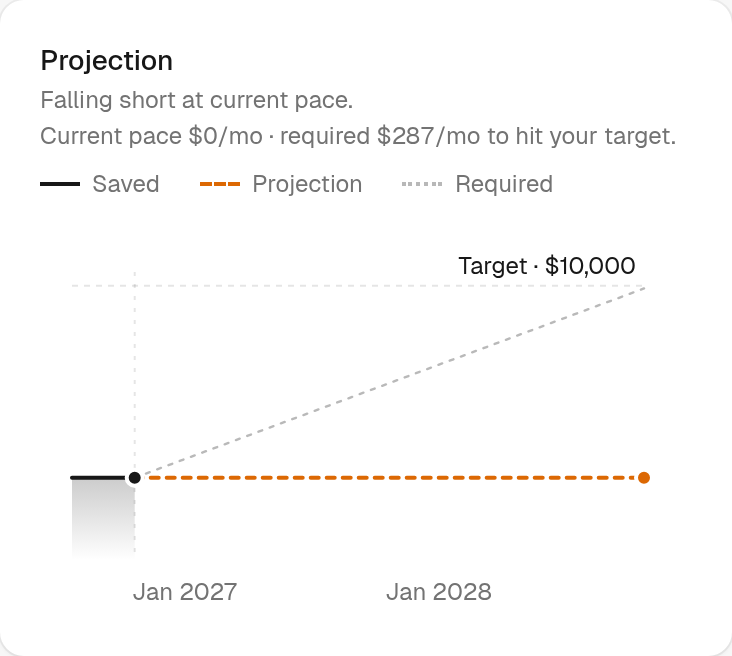 Projection
Falling short at current pace.
Current pace $0/mo · required $287/mo to hit your target.
Saved Projection Required
Target · $10,000
Jan 2027 Jan 2028